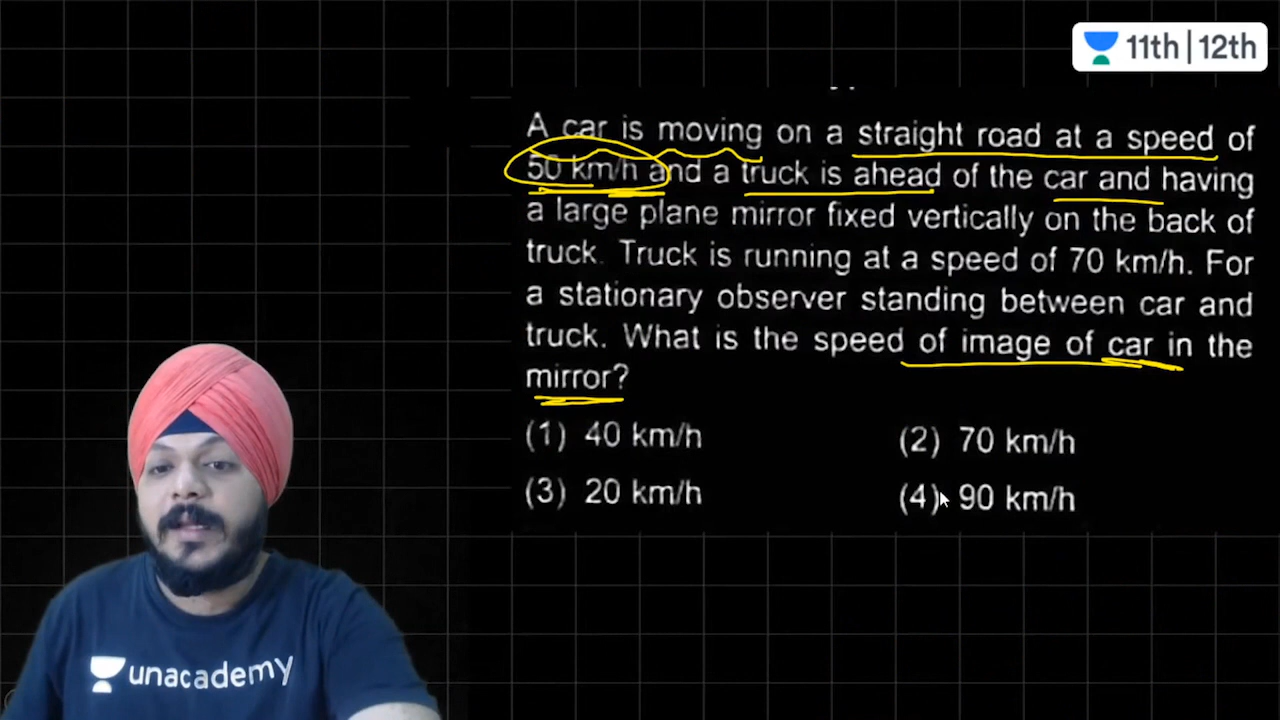 11th | 12th
A car is moving on a straight road at a speed of
50 km/h and a truck is ahead of the car and having
a large plane mirror fixed vertically on the back of
truck. Truck is running at a speed of 70 km/h. For
a stationary observer standing between car and
truck. What is the speed of image of car in the
mirror?
(1) 40 km/h (2) 70 km/h
(3) 20 km/h (4) 90 km/h
unacademy